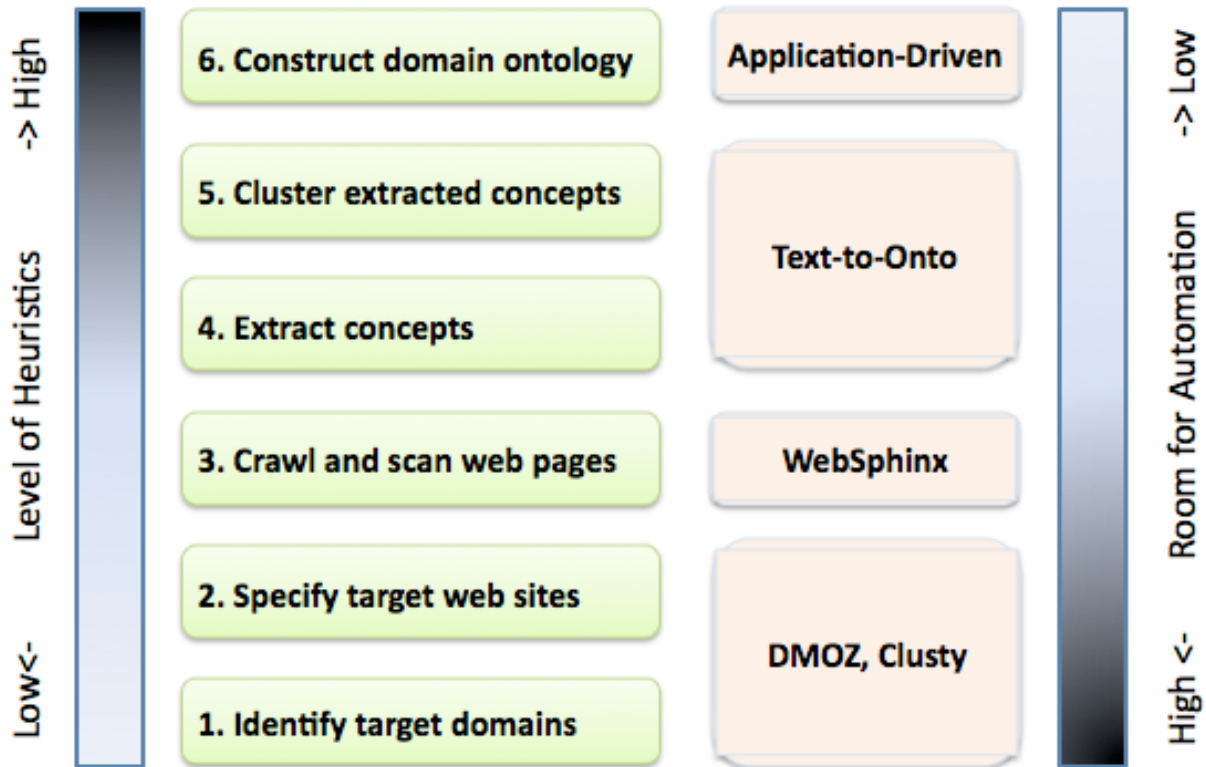 -> High
Level of Heuristics
Low<-
6. Construct domain ontology
5. Cluster extracted concepts
4. Extract concepts
3. Crawl and scan web pages
2. Specify target web sites
1. Identify target domains
Application-Driven
Text-to-Onto
WebSphinx
DMOZ, Clusty
-> Low
Room for Automation
High <-